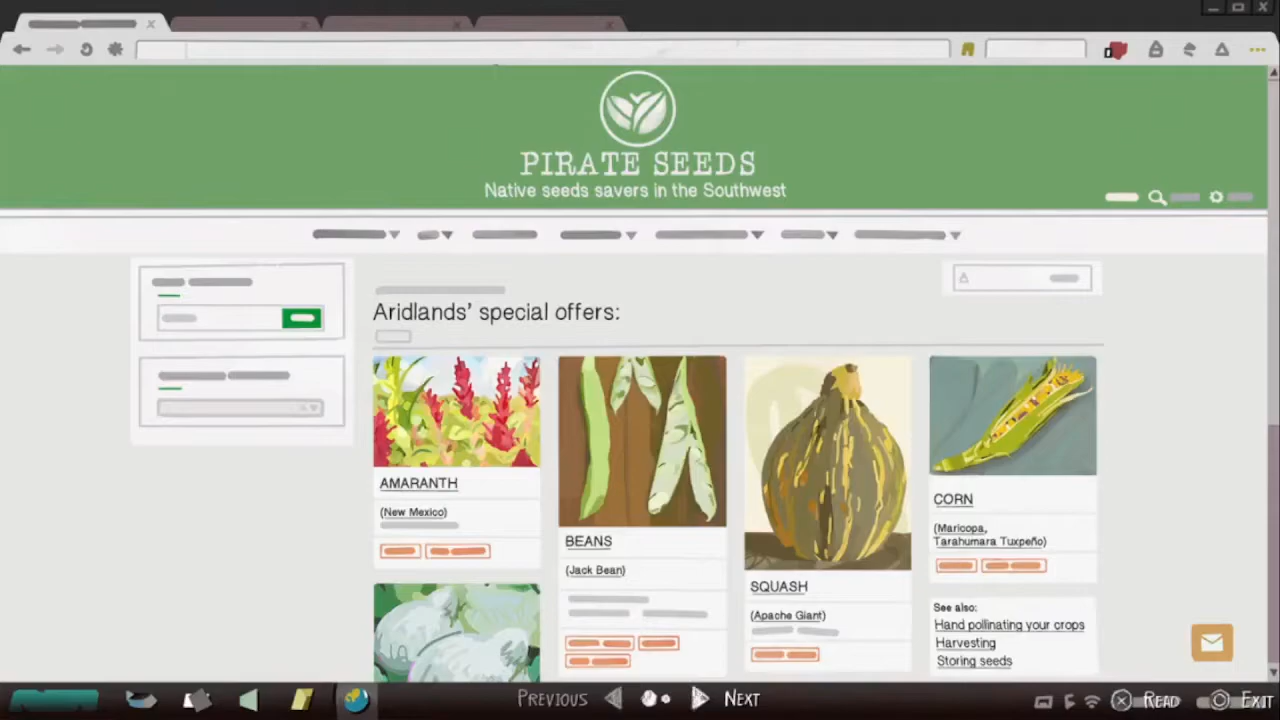 PIRATE SEEDS
Native seeds savers in the Southwest
Aridlands' special offers:
AMARANTH
(New Mexico)
BEANS
(Jack Bean)
SQUASH
(Apache Giant)
CORN
(Maricopa,
Tarahumara Tuxpeño)
See also:
Hand pollinating your crops
Harvesting
Storing seeds
PREVIOUS
NEXT
READ
EXIT